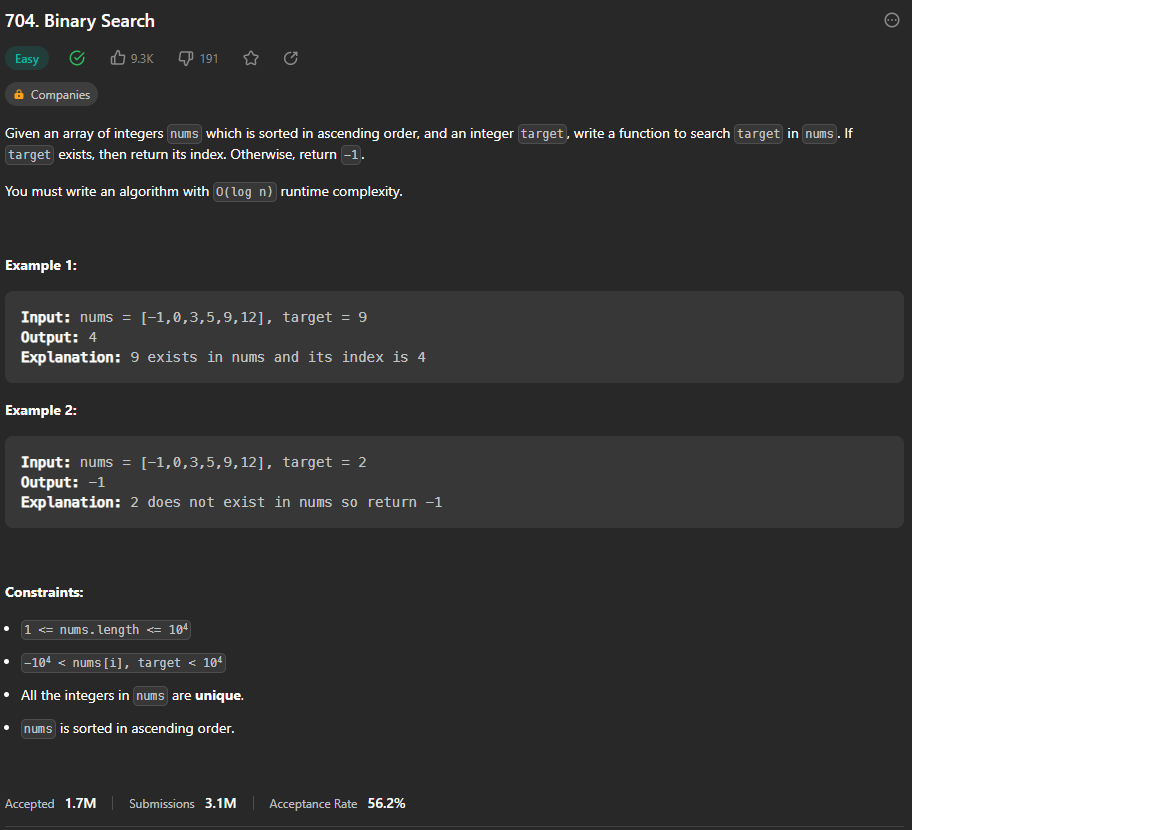 704. Binary Search
Easy 9.3K 191
Companies
Given an array of integers nums which is sorted in ascending order, and an integer target, write a function to search target in nums. If
target exists, then return its index. Otherwise, return -1.
You must write an algorithm with O(log n) runtime complexity.
Example 1:
Input: nums = [-1,0,3,5,9,12], target = 9
Output: 4
Explanation: 9 exists in nums and its index is 4
Example 2:
Input: nums = [-1,0,3,5,9,12], target = 2
Output: -1
Explanation: 2 does not exist in nums so return -1
Constraints:
1 <= nums.length <= 10⁴
-10⁴ < nums[i], target < 10⁴
All the integers in nums are unique.
nums is sorted in ascending order.
Accepted 1.7M Submissions 3.1M Acceptance Rate 56.2%